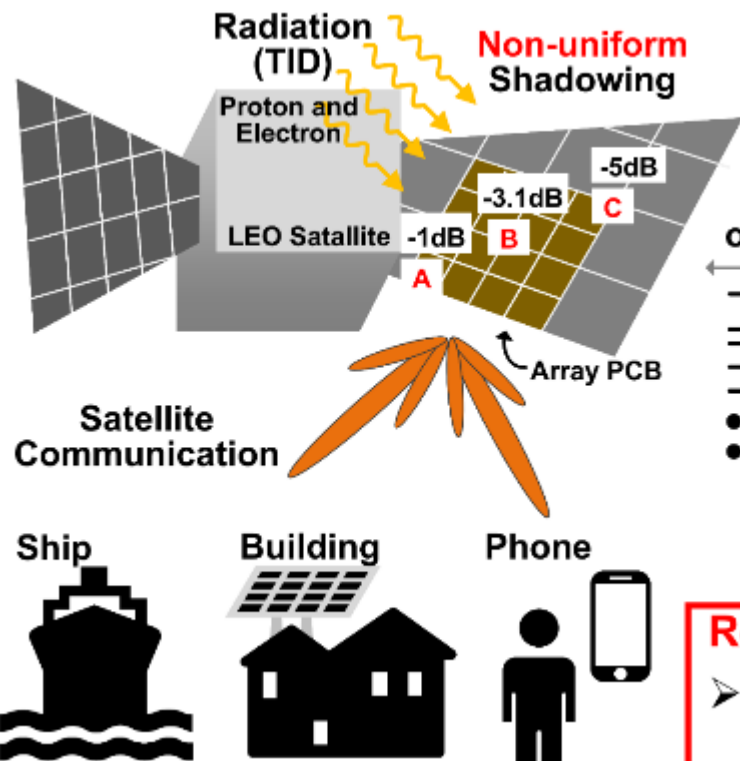 Radiation
(TID)
Non-uniform
Shadowing
Proton and
Electron
-5dB
-3.1dB
C
LEO Satallite
-1dB
B
A
Array PCB
Satellite
Communication
Ship
Building
Phone